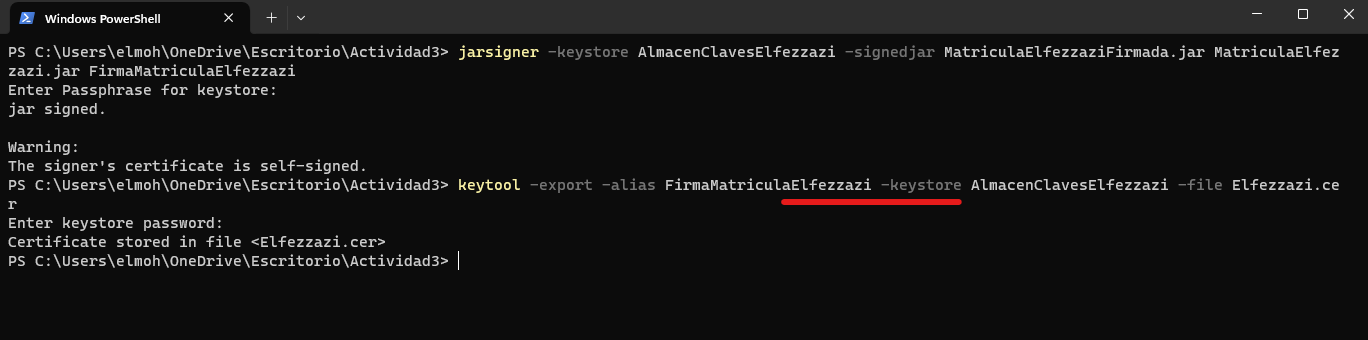 Windows PowerShell
PS C:\Users\elmoh\OneDrive\Escritorio\Actividad3> jarsigner -keystore AlmacenClavesElfezzazi -signedjar MatriculaElfezzaziFirmada.jar MatriculaElfez
zazi.jar FirmaMatriculaElfezzazi
Enter Passphrase for keystore:
jar signed.
Warning:
The signer's certificate is self-signed.
PS C:\Users\elmoh\OneDrive\Escritorio\Actividad3> keytool -export -alias FirmaMatriculaElfezzazi -keystore AlmacenClavesElfezzazi -file Elfezzazi.ce
r
Enter keystore password:
Certificate stored in file <Elfezzazi.cer>
PS C:\Users\elmoh\OneDrive\Escritorio\Actividad3>